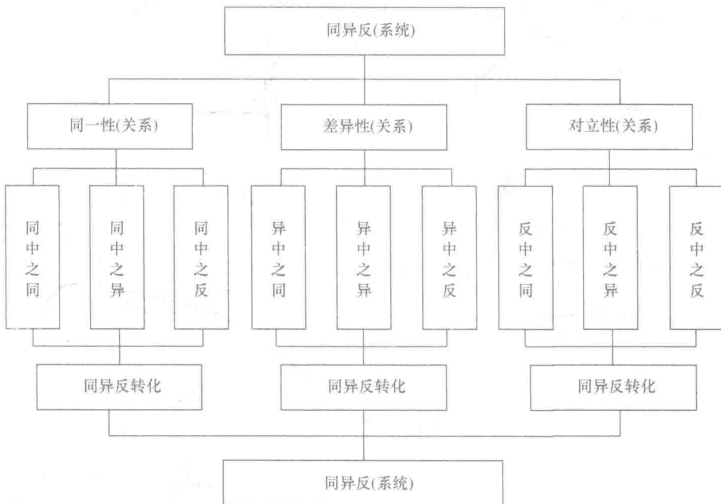 同异反(系统)
同一性(关系)
差异性(关系)
对立性(关系)
同中之同
同中之异
同中之反
异中之同
异中之异
异中之反
反中之同
反中之异
反中之反
同异反转化
同异反转化
同异反转化
同异反(系统)